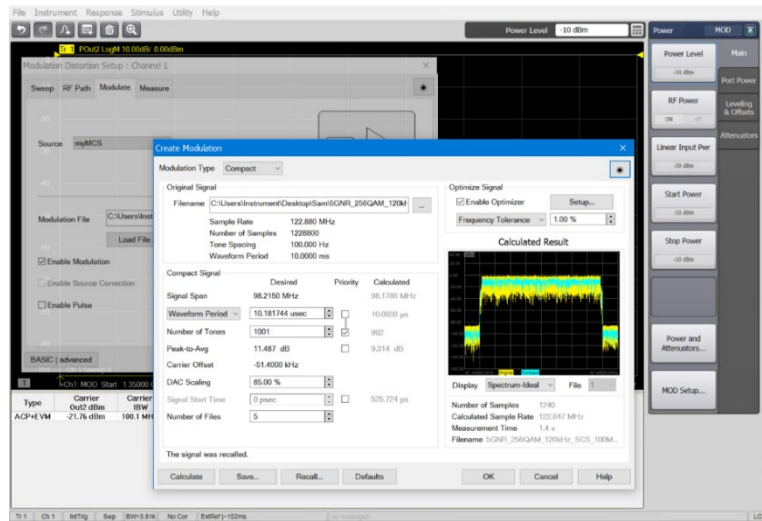 File Instrument Response Stimulus Utility Help
Power Level -10 dBm
Tr 1 POut2 LogM 10.00dB/ 0.00dBm
Modulation Distortion Setup : Channel 1
Sweep RF Path Modulate Measure
Source myMCS
Modulation File C:\Users\Inst
Load File
Enable Modulation
Enable Source Correction
Enable Pulse
BASIC advanced
1 Ch1: MOD Start 1.35000
Type Carrier Out2 dBm Carrier IBW
ACP+EVM -21.76 dBm 100.1 MH
Create Modulation
Modulation Type Compact
Original Signal
Filename C:\Users\Instrument\Desktop\Sam\5GNR_256QAM_120kH ...
Sample Rate 122.880 MHz
Number of Samples 1228800
Tone Spacing 100.000 Hz
Waveform Period 10.0000 ms
Compact Signal
Desired Priority Calculated
Signal Span 98.2150 MHz 98.1786 MHz
Waveform Period 10.181744 usec 10.0938 µs
Number of Tones 1001 992
Peak-to-Avg 11.487 dB 9.314 dB
Carrier Offset -51.4000 kHz
DAC Scaling 85.00 %
Signal Start Time 0 psec 525.724 µs
Number of Files 5
The signal was recalled.
Calculate Save... Recall... Defaults
Optimize Signal
Enable Optimizer Setup...
Frequency Tolerance 1.00 %
Calculated Result
Display Spectrum-Ideal File 1
Number of Samples 1240
Calculated Sample Rate 122.847 MHz
Measurement Time 1.4 s
Filename 5GNR_256QAM_120kHz_SCS_100M...
OK Cancel Help
Power MOD
Power Level
-10 dBm
RF Power
ON off
Linear Input Pwr
Start Power
Stop Power
Power and Attenuators...
MOD Setup...
Main
Port Power
Leveling & Offsets
Attenuators
Tr 1 Ch 1 IntTrig Swp BW=3.81k No Cor ExtRef |~152ms no messages LC